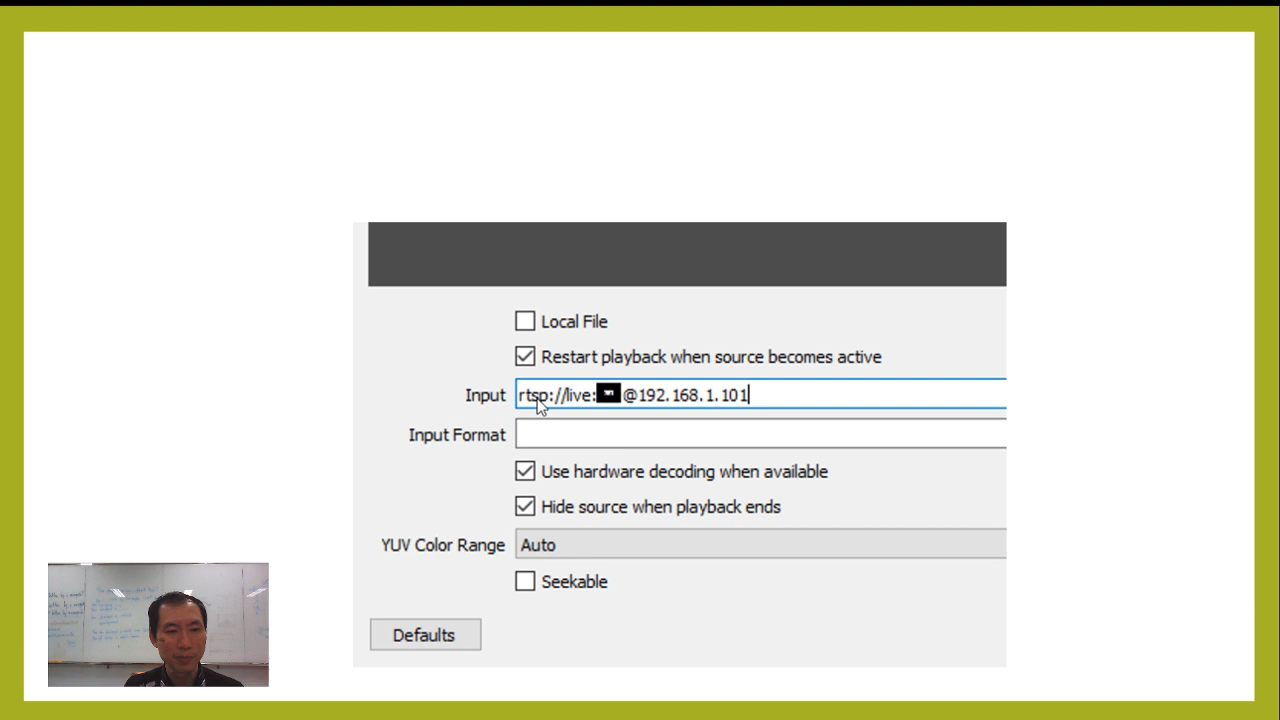 Local File
Restart playback when source becomes active
Input rtsp://live:@192.168.1.101
Input Format
Use hardware decoding when available
Hide source when playback ends
YUV Color Range Auto
Seekable
Defaults